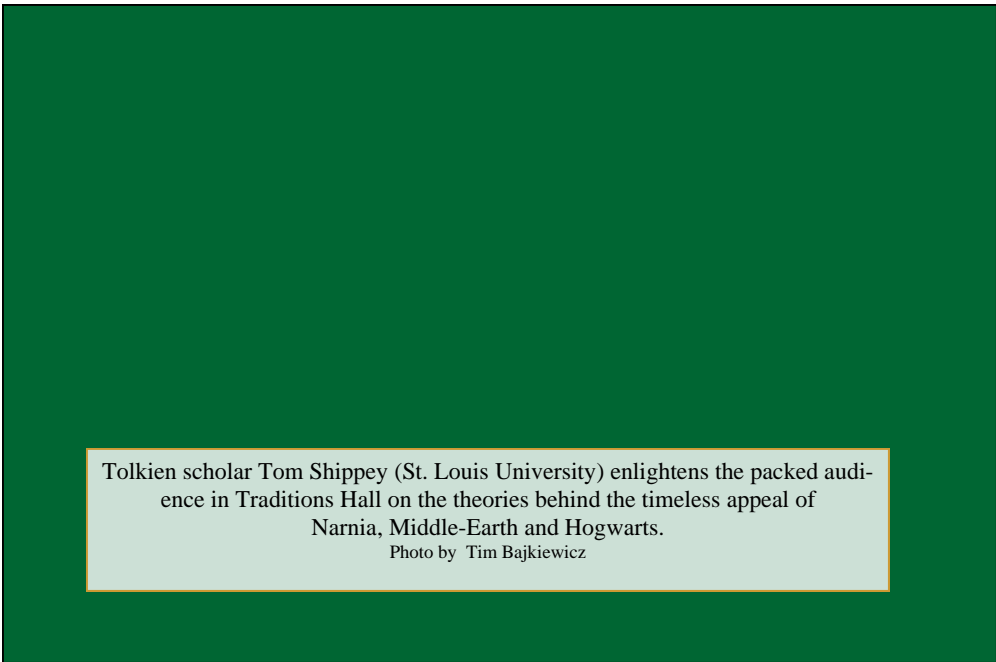 Tolkien scholar Tom Shippey (St. Louis University) enlightens the packed audi-
ence in Traditions Hall on the theories behind the timeless appeal of
Narnia, Middle-Earth and Hogwarts.
Photo by  Tim Bajkiewicz